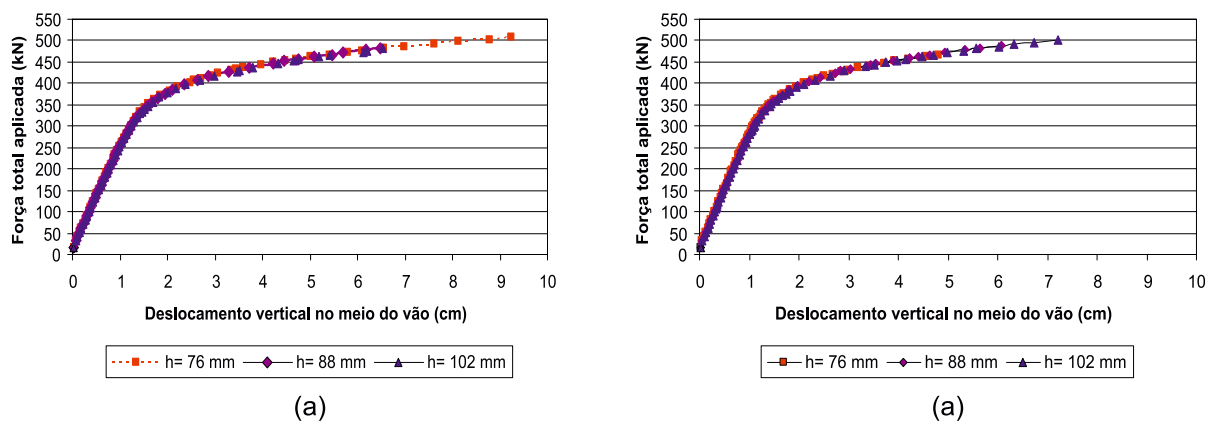 Força total aplicada (kN)
550
500
450
400
350
300
250
200
150
100
50
0
0 1 2 3 4 5 6 7 8 9 10
Deslocamento vertical no meio do vão (cm)
h= 76 mm h= 88 mm h= 102 mm
(a)
Força total aplicada (kN)
550
500
450
400
350
300
250
200
150
100
50
0
0 1 2 3 4 5 6 7 8 9 10
Deslocamento vertical no meio do vão (cm)
h= 76 mm h= 88 mm h= 102 mm
(a)